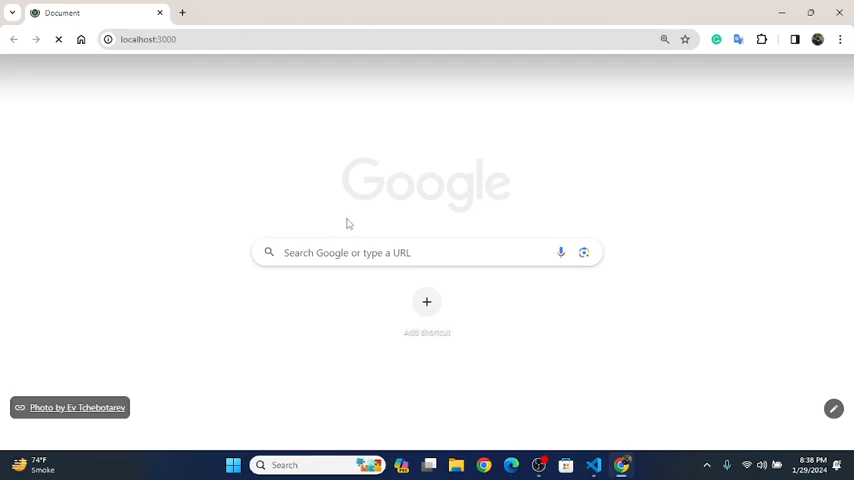 Document
localhost:3000
Google
Search Google or type a URL
Add shortcut
Photo by Ev Tchebotarev
74°F
Smoke
Search
8:38 PM
1/29/2024